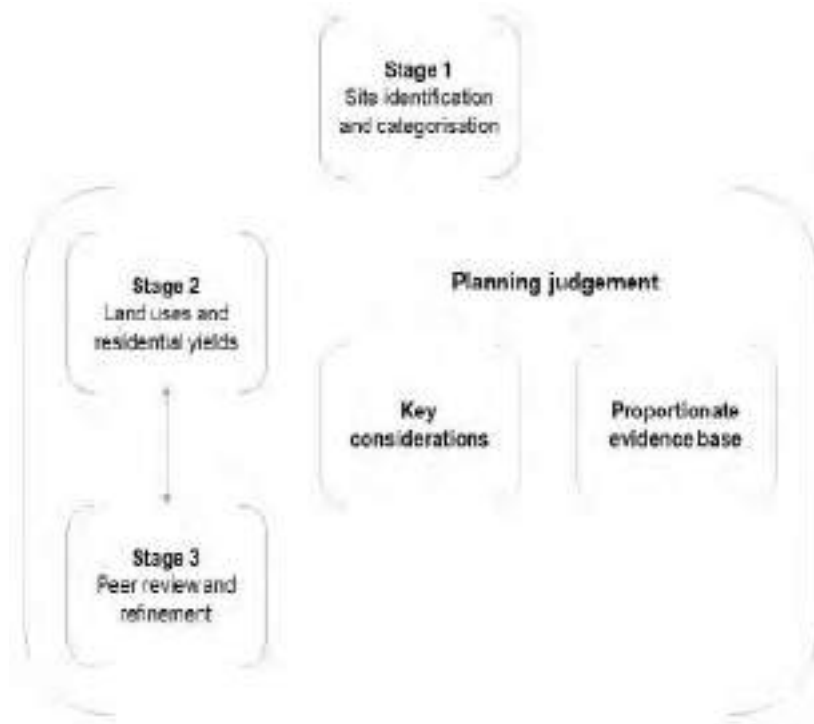 Stage 1
Site identification
and categorisation
Stage 2
Land uses and
residential yields
Planning judgement
Key
considerations
Proportionate
evidence base
Stage 3
Peer review and
refinement